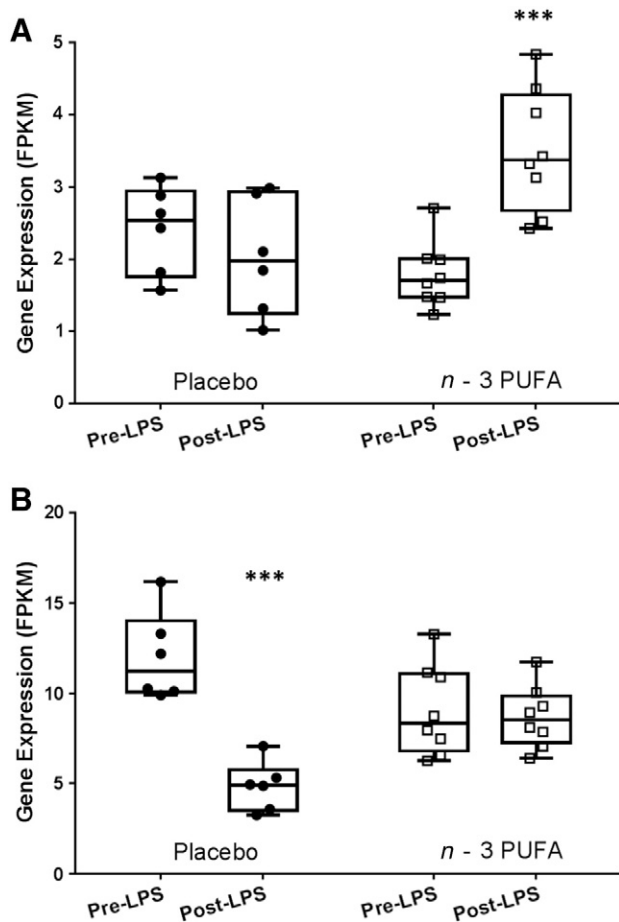 A
***
Gene Expression (FPKM)
5
4
3
2
1
0
Placebo
n - 3 PUFA
Pre-LPS
Post-LPS
Pre-LPS
Post-LPS
B
***
Gene Expression (FPKM)
20
15
10
5
0
Placebo
n - 3 PUFA
Pre-LPS
Post-LPS
Pre-LPS
Post-LPS